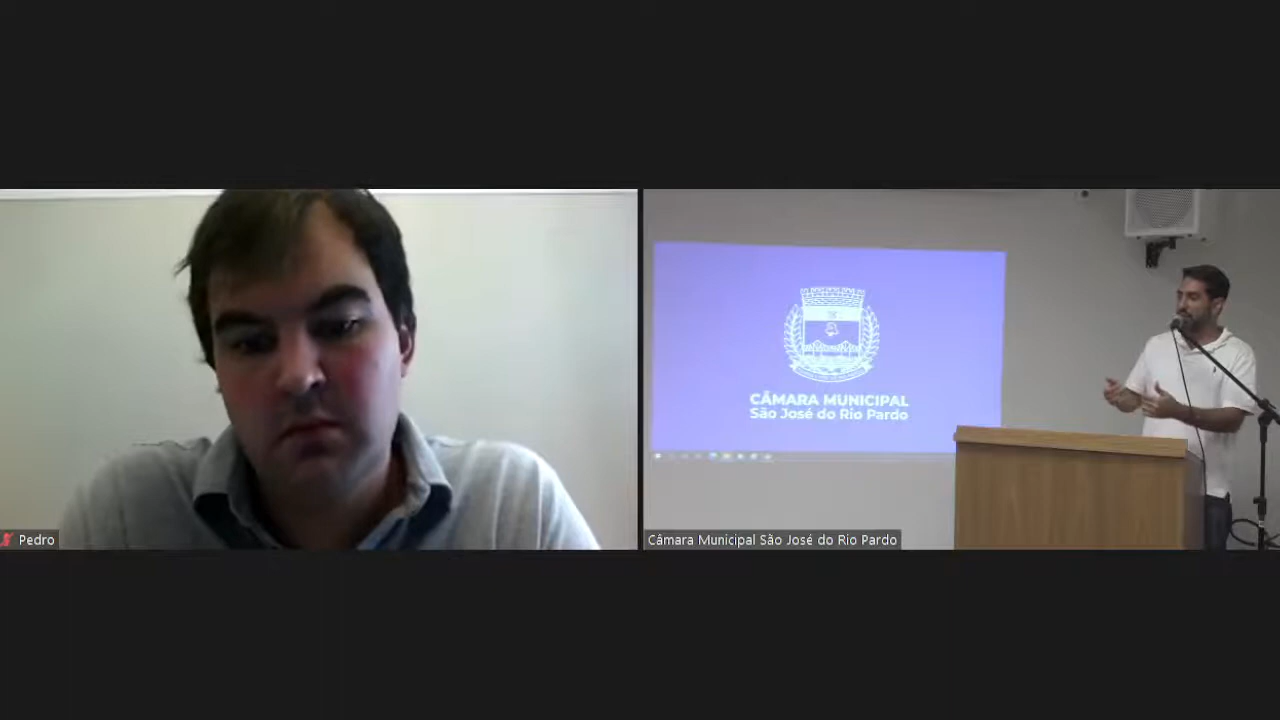 CÂMARA MUNICIPAL
São José do Rio Pardo
Pedro
Câmara Municipal São José do Rio Pardo